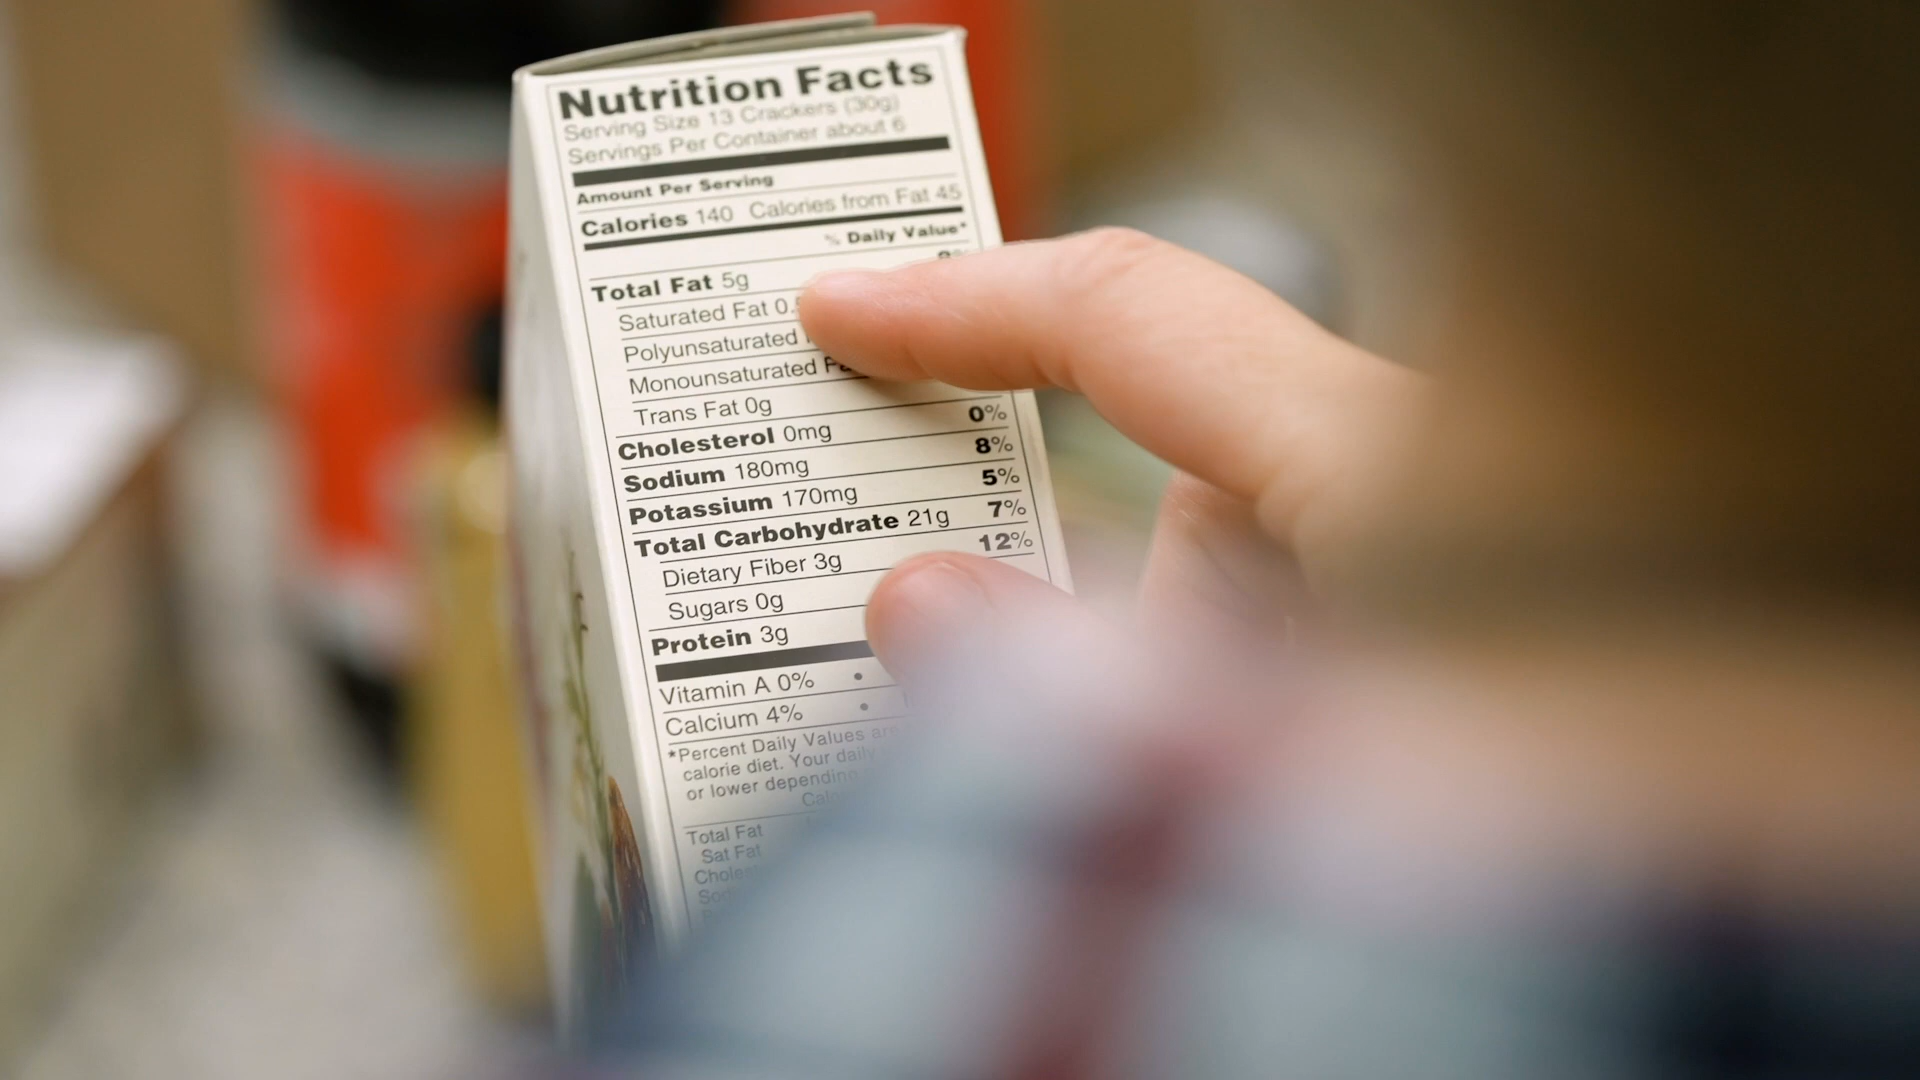 Nutrition Facts
Serving Size 13 Crackers (30g)
Servings Per Container about 6
Amount Per Serving
Calories 140 Calories from Fat 45
% Daily Value*
Total Fat 5g
Saturated Fat 0.
Polyunsaturated
Monounsaturated
Trans Fat 0g
Cholesterol 0mg 0%
Sodium 180mg 8%
Potassium 170mg 5%
Total Carbohydrate 21g 7%
Dietary Fiber 3g 12%
Sugars 0g
Protein 3g
Vitamin A 0% •
Calcium 4% •
*Percent Daily Values are
calorie diet. Your daily
or lower depending
Total Fat
Sat Fat